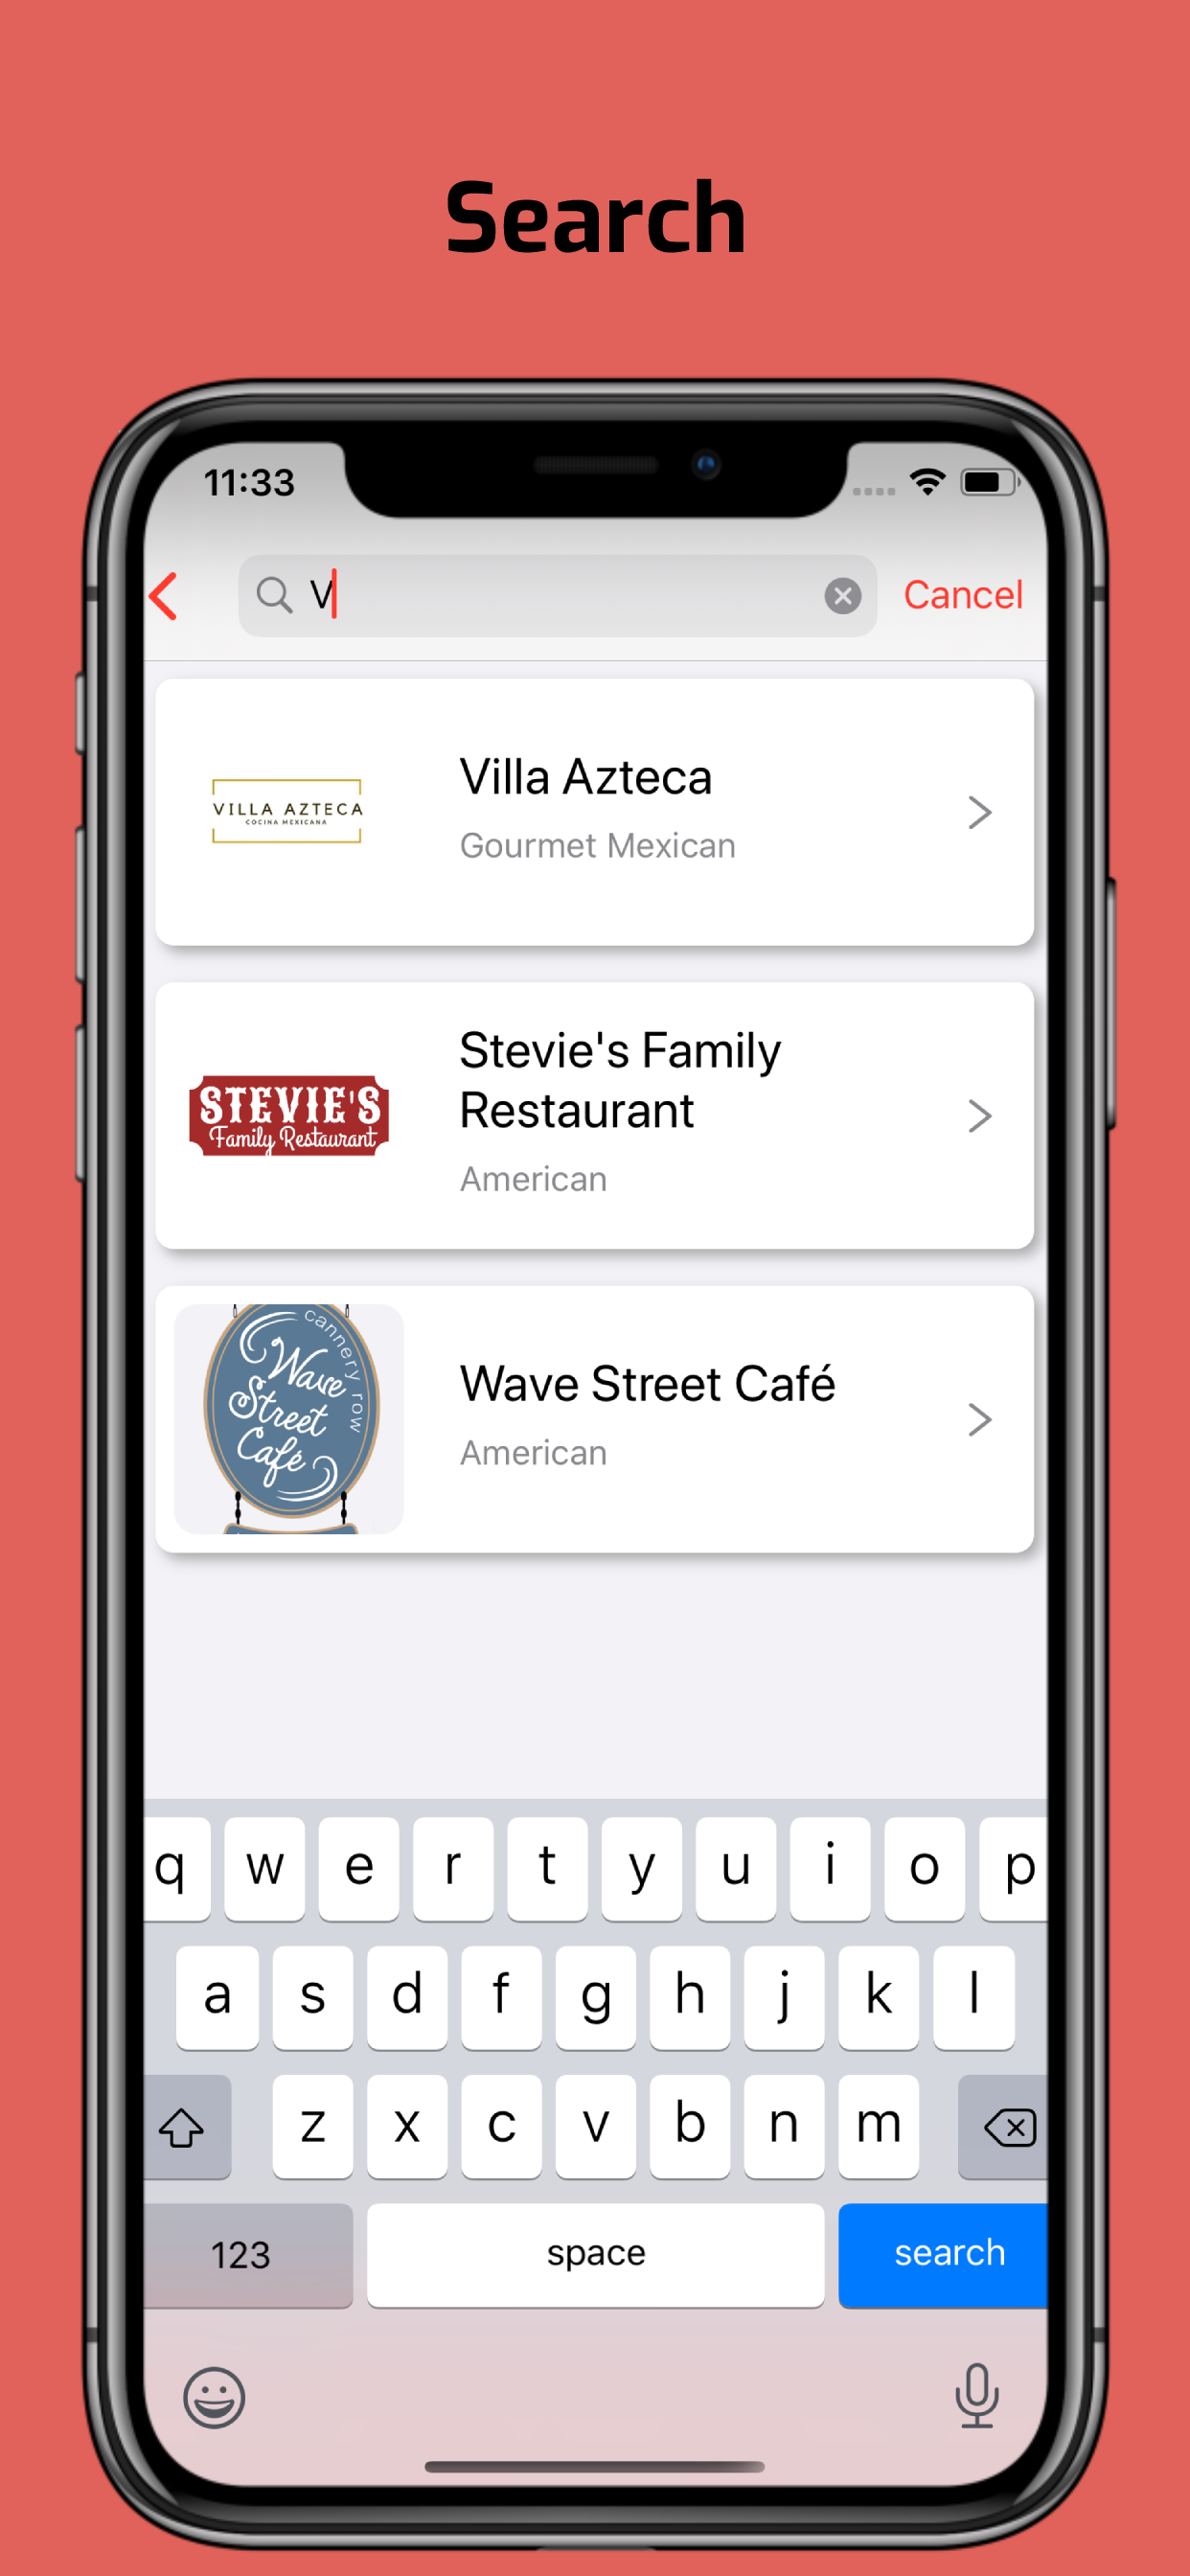 Search
11:33
V
Cancel
VILLA AZTECA
COCINA MEXICANA
Villa Azteca
Gourmet Mexican
STEVIE'S
Family Restaurant
Stevie's Family
Restaurant
American
cannery row
Wave
Street
Café
Wave Street Café
American
q w e r t y u i o p
a s d f g h j k l
z x c v b n m
123 space search